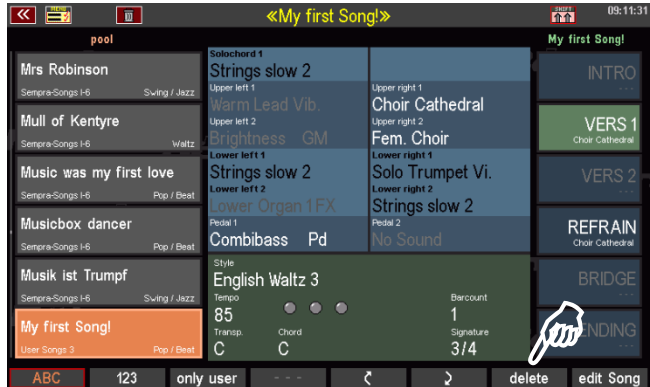 MENU
«My first Song!»
SHIFT
09:11:31
pool
My first Song!
Mrs Robinson
Sempra-Songs I-6 Swing / Jazz
Mull of Kentyre
Sempra-Songs I-6 Waltz
Music was my first love
Sempra-Songs I-6 Pop / Beat
Musicbox dancer
Sempra-Songs I-6 Pop / Beat
Musik ist Trumpf
Sempra-Songs I-6 Swing / Jazz
My first Song!
User Songs 3 Pop / Beat
Solochord 1
Strings slow 2
Upper left 1
Warm Lead Vib.
Upper right 1
Choir Cathedral
Upper left 2
Brightness GM
Upper right 2
Fem. Choir
Lower left 1
Strings slow 2
Lower right 1
Solo Trumpet Vi.
Lower left 2
Lower Organ 1FX
Lower right 2
Strings slow 2
Pedal 1
Combibass Pd
Pedal 2
No Sound
Style
English Waltz 3
Tempo
85
Barcount
1
Transp.
C
Chord
C
Signature
3/4
INTRO
- - -
VERS 1
Choir Cathedral
VERS 2
- - -
REFRAIN
Choir Cathedral
BRIDGE
- - -
ENDING
- - -
ABC 123 only user - - - delete edit Song